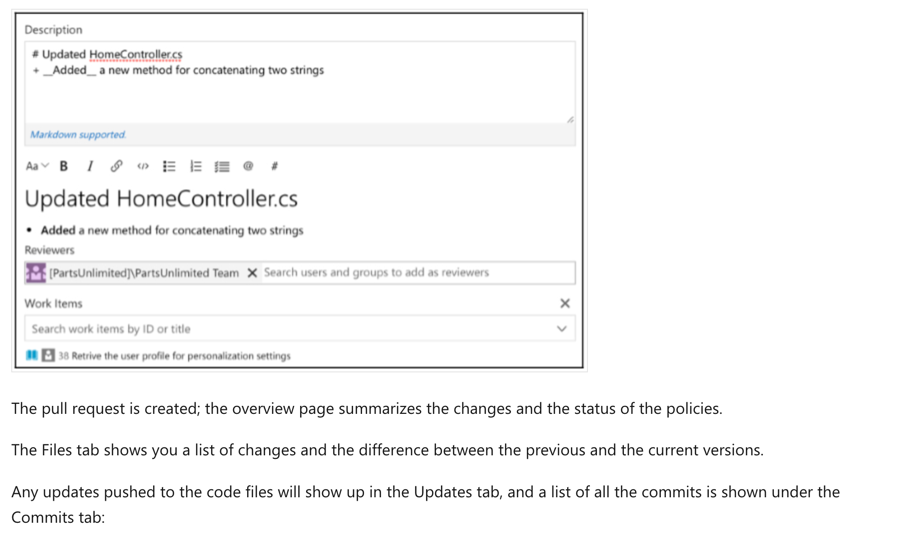 Description
# Updated HomeController.cs
+ __Added__ a new method for concatenating two strings
Markdown supported.
Aa B I </> @ #
Updated HomeController.cs
• Added a new method for concatenating two strings
Reviewers
[PartsUnlimited]\PartsUnlimited Team X Search users and groups to add as reviewers
Work Items X
Search work items by ID or title
38 Retrive the user profile for personalization settings
The pull request is created; the overview page summarizes the changes and the status of the policies.
The Files tab shows you a list of changes and the difference between the previous and the current versions.
Any updates pushed to the code files will show up in the Updates tab, and a list of all the commits is shown under the
Commits tab: